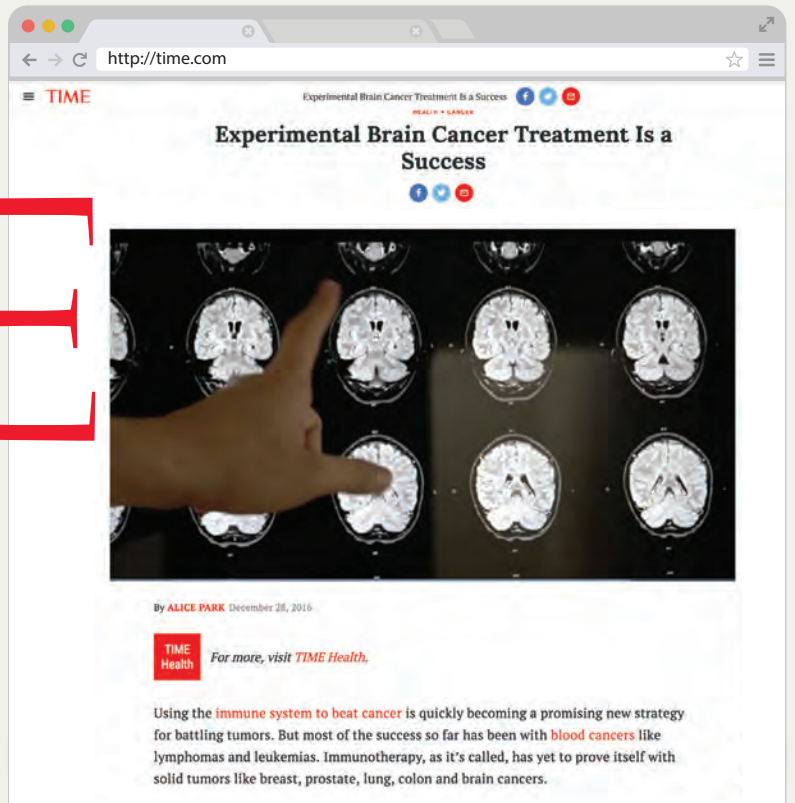 http://time.com
TIME
Experimental Brain Cancer Treatment Is a Success
HEALTH • CANCER
Experimental Brain Cancer Treatment Is a
Success
By ALICE PARK December 28, 2016
TIME
Health
For more, visit TIME Health.
Using the immune system to beat cancer is quickly becoming a promising new strategy
for battling tumors. But most of the success so far has been with blood cancers like
lymphomas and leukemias. Immunotherapy, as it's called, has yet to prove itself with
solid tumors like breast, prostate, lung, colon and brain cancers.